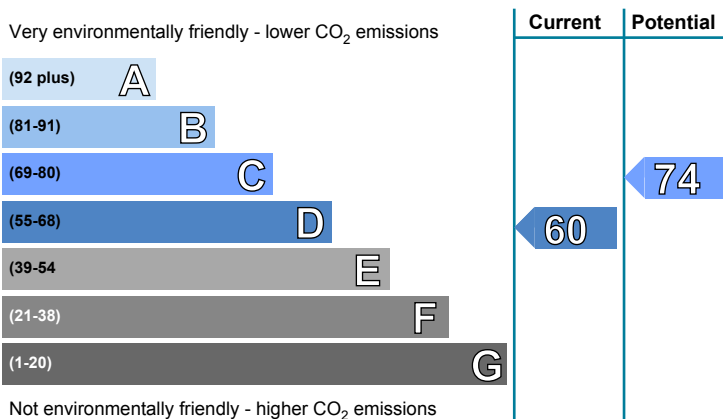 Current Potential
Very environmentally friendly - lower CO2 emissions
(92 plus) A
(81-91) B
(69-80) C
74
(55-68) D
60
(39-54 E
(21-38) F
(1-20) G
Not environmentally friendly - higher CO2 emissions